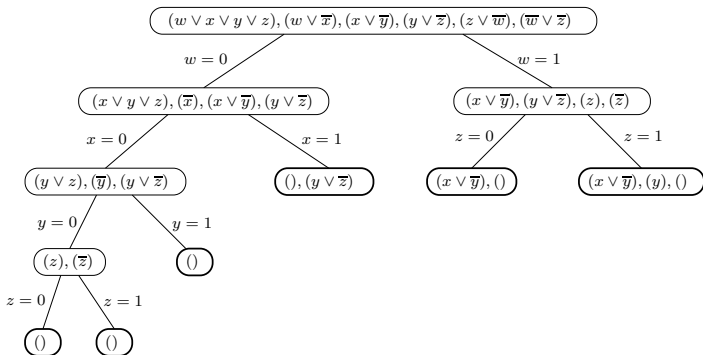 (w ∨ x ∨ y ∨ z), (w ∨ x̅), (x ∨ y̅), (y ∨ z̅), (z ∨ w̅), (w̅ ∨ z̅)
w = 0 w = 1
(x ∨ y ∨ z), (x̅), (x ∨ y̅), (y ∨ z̅) (x ∨ y̅), (y ∨ z̅), (z), (z̅)
x = 0 x = 1 z = 0 z = 1
(y ∨ z), (y̅), (y ∨ z̅) (), (y ∨ z̅) (x ∨ y̅), () (x ∨ y̅), (y), ()
y = 0 y = 1
(z), (z̅) ()
z = 0 z = 1
() ()